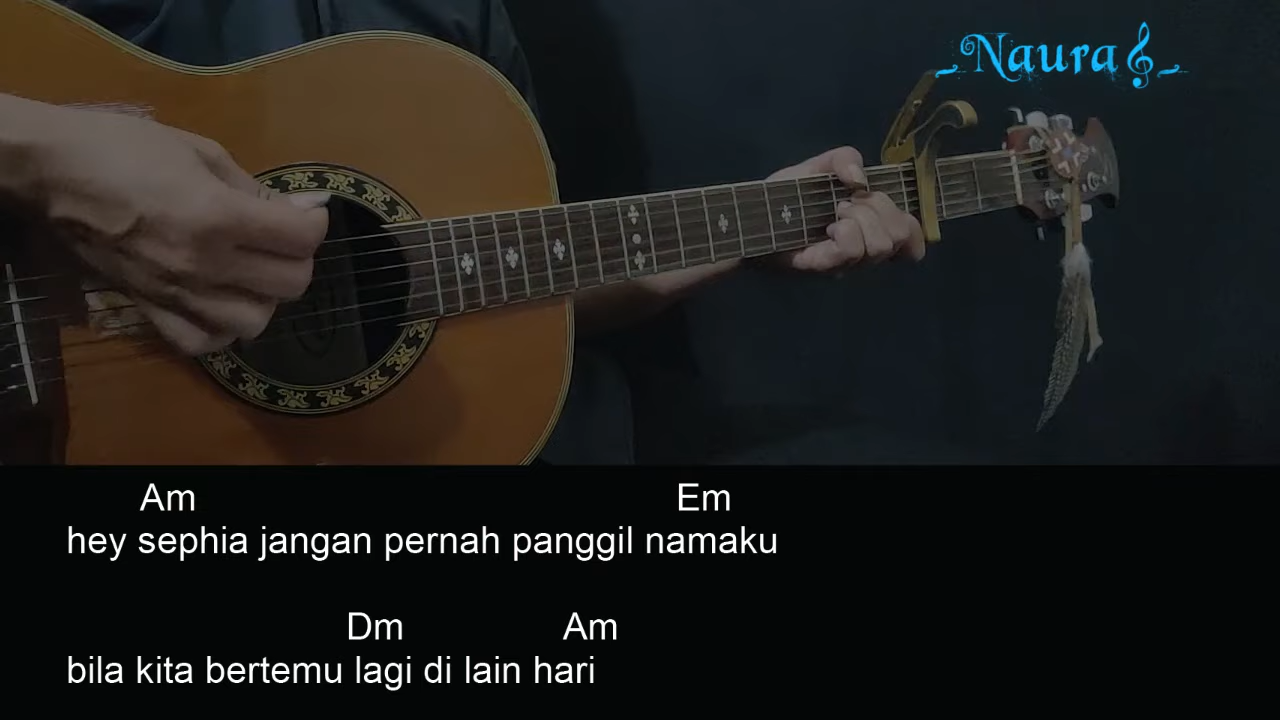 Naura
Am Em
hey sephia jangan pernah panggil namaku
Dm Am
bila kita bertemu lagi di lain hari